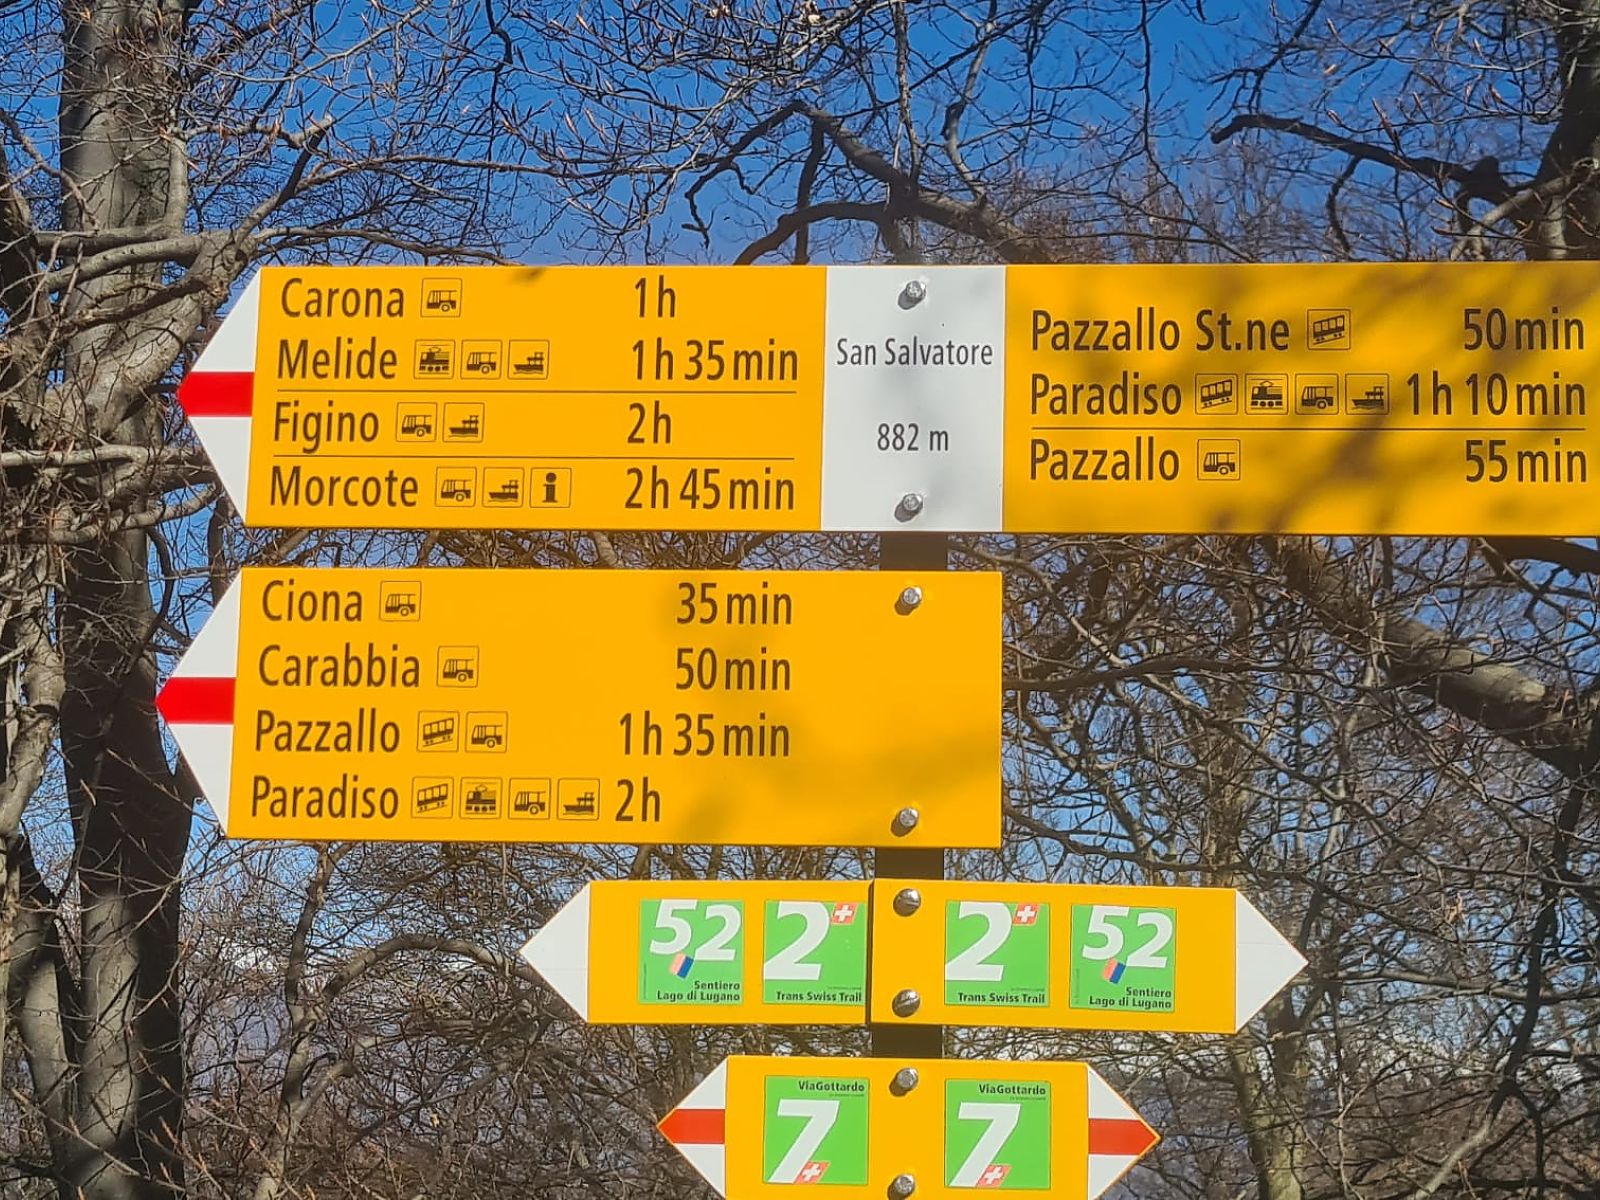 Carona 1h
Melide 1h 35min
Figino 2h
Morcote i 2h 45min
San Salvatore
882 m
Pazzallo St.ne 50min
Paradiso 1h 10min
Pazzallo 55min
Ciona 35min
Carabbia 50min
Pazzallo 1h 35min
Paradiso 2h
52
Sentiero
Lago di Lugano
2
Trans Swiss Trail
2
Trans Swiss Trail
52
Sentiero
Lago di Lugano
ViaGottardo
7
ViaGottardo
7